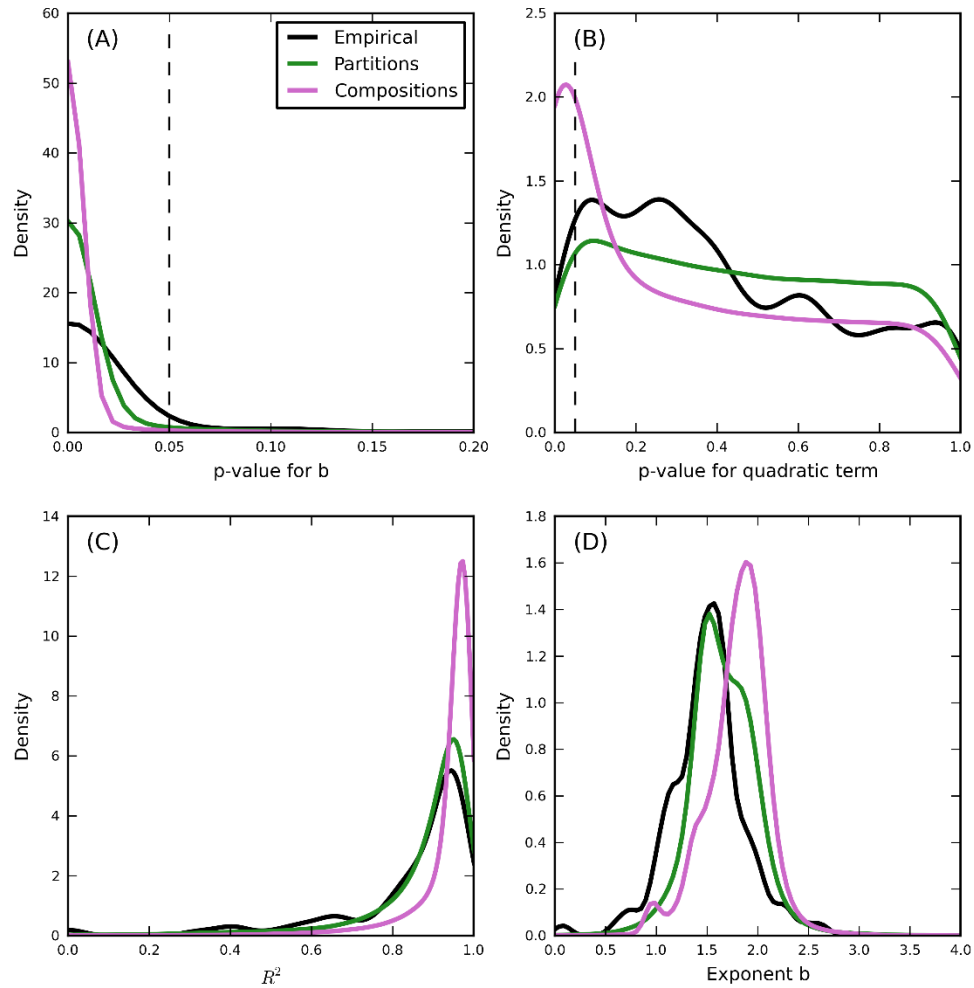 (A)
Empirical
Partitions
Compositions
Density
60
50
40
30
20
10
0
0.00 0.05 0.10 0.15 0.20
p-value for b
(B)
Density
2.5
2.0
1.5
1.0
0.5
0.0
0.0 0.2 0.4 0.6 0.8 1.0
p-value for quadratic term
(C)
Density
14
12
10
8
6
4
2
0
0.0 0.2 0.4 0.6 0.8 1.0
R²
(D)
Density
1.8
1.6
1.4
1.2
1.0
0.8
0.6
0.4
0.2
0.0
0.0 0.5 1.0 1.5 2.0 2.5 3.0 3.5 4.0
Exponent b